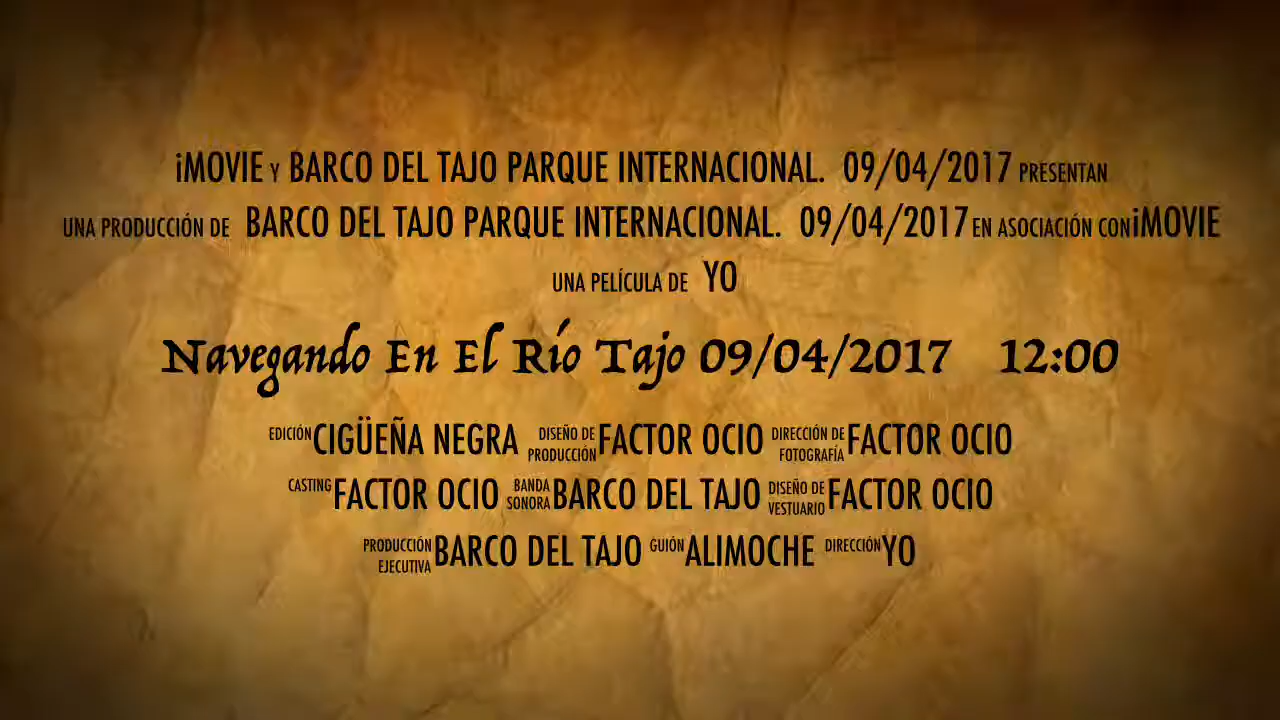 iMOVIE Y BARCO DEL TAJO PARQUE INTERNACIONAL. 09/04/2017 PRESENTAN
UNA PRODUCCIÓN DE BARCO DEL TAJO PARQUE INTERNACIONAL. 09/04/2017 EN ASOCIACIÓN CON iMOVIE
UNA PELÍCULA DE YO
Navegando En El Río Tajo 09/04/2017 12:00
EDICIÓN CIGÜEÑA NEGRA DISEÑO DE PRODUCCIÓN FACTOR OCIO DIRECCIÓN DE FOTOGRAFÍA FACTOR OCIO
CASTING FACTOR OCIO BANDA SONORA BARCO DEL TAJO DISEÑO DE VESTUARIO FACTOR OCIO
PRODUCCIÓN EJECUTIVA BARCO DEL TAJO GUIÓN ALIMOCHE DIRECCIÓN YO